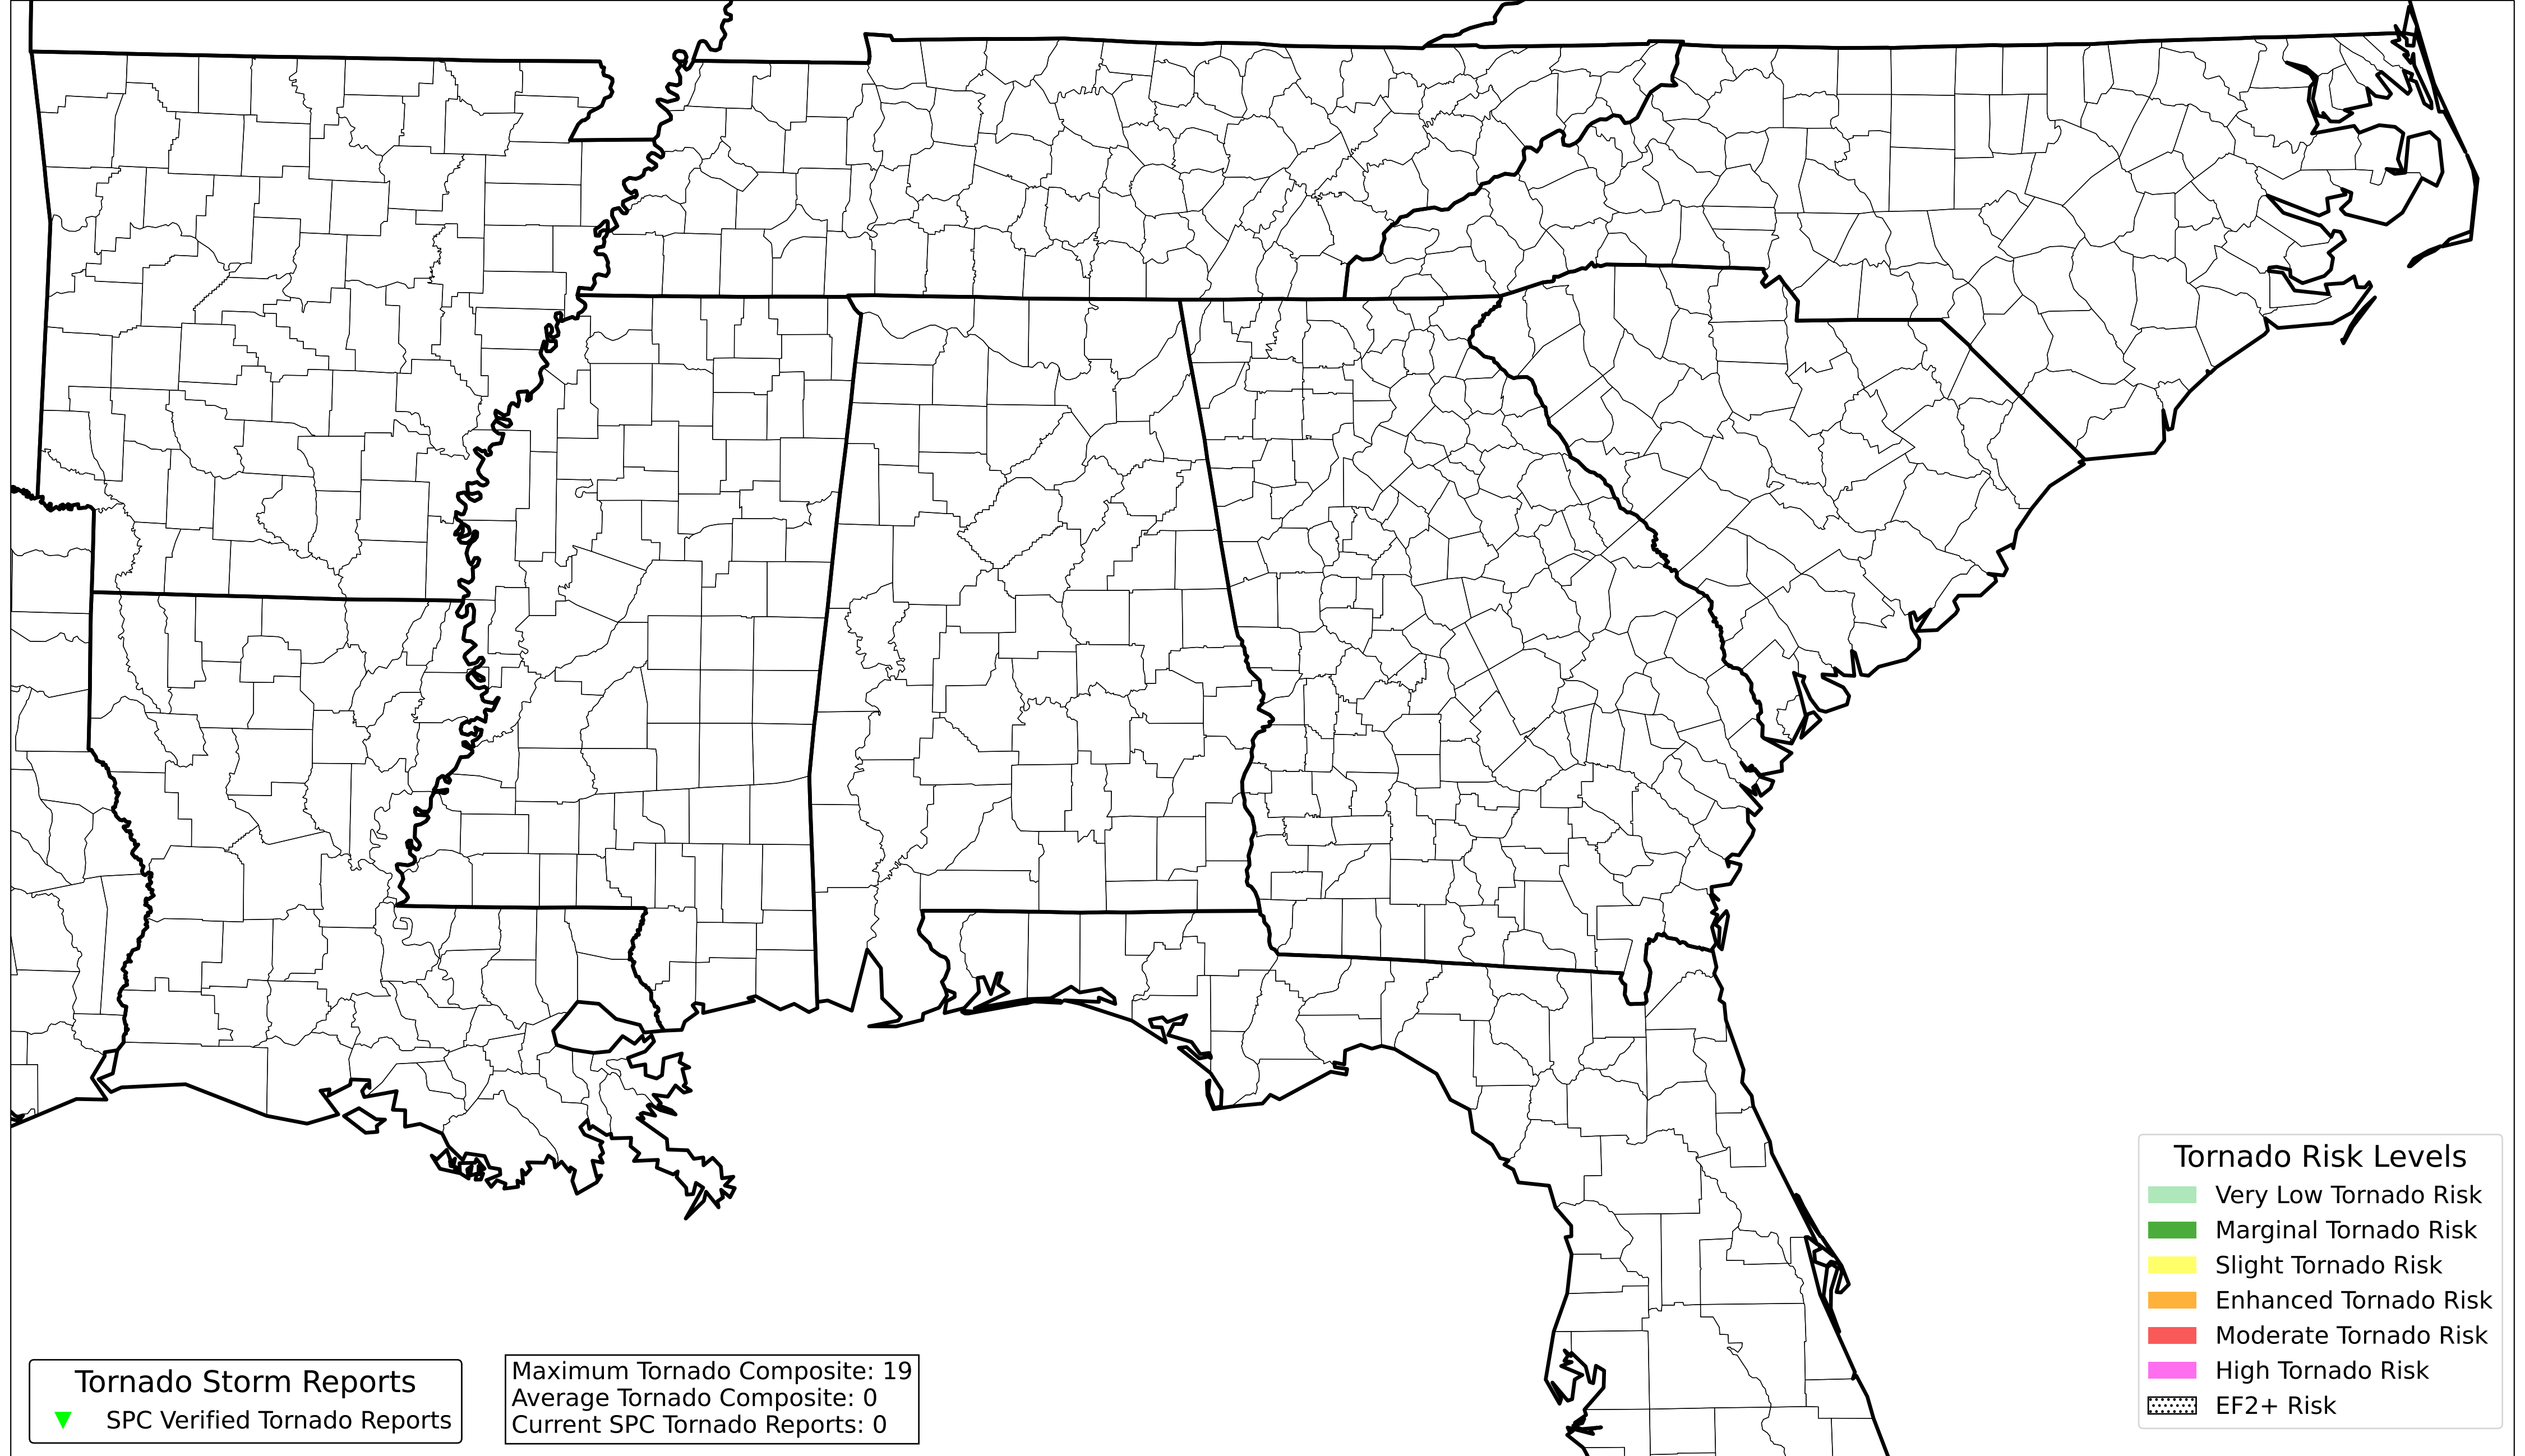 Tornado Risk Levels
Very Low Tornado Risk
Marginal Tornado Risk
Slight Tornado Risk
Enhanced Tornado Risk
Moderate Tornado Risk
High Tornado Risk
EF2+ Risk
Tornado Storm Reports
SPC Verified Tornado Reports
Maximum Tornado Composite: 19
Average Tornado Composite: 0
Current SPC Tornado Reports: 0